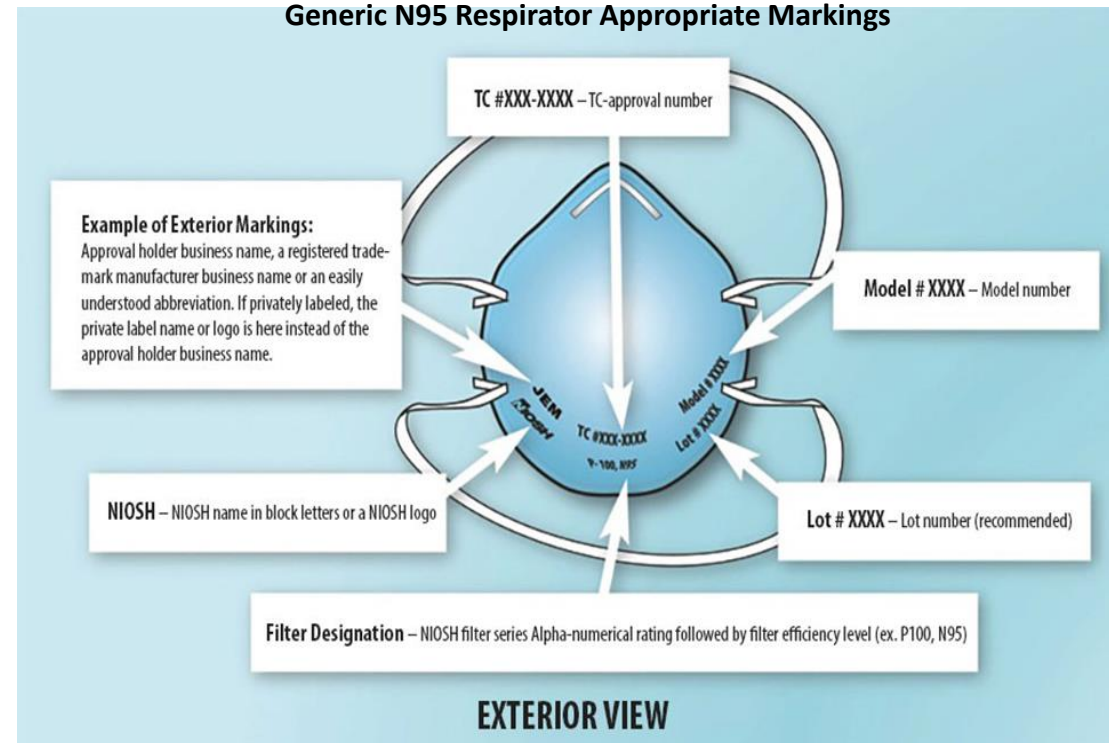 Generic N95 Respirator Appropriate Markings
TC #XXX-XXXX – TC-approval number
Example of Exterior Markings:
Approval holder business name, a registered trade-
mark manufacturer business name or an easily
understood abbreviation. If privately labeled, the
private label name or logo is here instead of the
approval holder business name.
Model # XXXX – Model number
JEM
NIOSH
TC #XXX-XXXX
P-100, N95
Model # XXXX
Lot # XXXX
NIOSH – NIOSH name in block letters or a NIOSH logo
Lot # XXXX – Lot number (recommended)
Filter Designation – NIOSH filter series Alpha-numerical rating followed by filter efficiency level (ex. P100, N95)
EXTERIOR VIEW